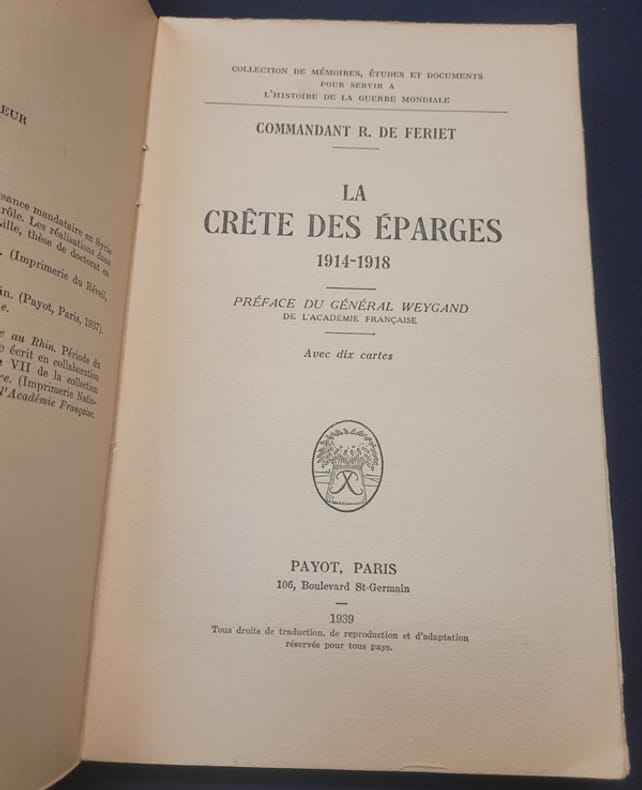 EUR
sance mandataire en Syrie
rôle. Les réalisations dans
Lille, thèse de doctorat en
. (Imprimerie du Réveil,
in. (Payot, Paris, 1937).
e.
e au Rhin. Période du
e écrit en collaboration
e VII de la collection
re. (Imprimerie Natio-
l'Académie Française.
COLLECTION DE MÉMOIRES, ÉTUDES ET DOCUMENTS
POUR SERVIR A
L'HISTOIRE DE LA GUERRE MONDIALE
COMMANDANT R. DE FERIET
LA
CRÊTE DES ÉPARGES
1914-1918
PRÉFACE DU GÉNÉRAL WEYGAND
DE L'ACADÉMIE FRANÇAISE
Avec dix cartes
PAYOT, PARIS
106, Boulevard St-Germain
1939
Tous droits de traduction, de reproduction et d'adaptation
réservés pour tous pays.